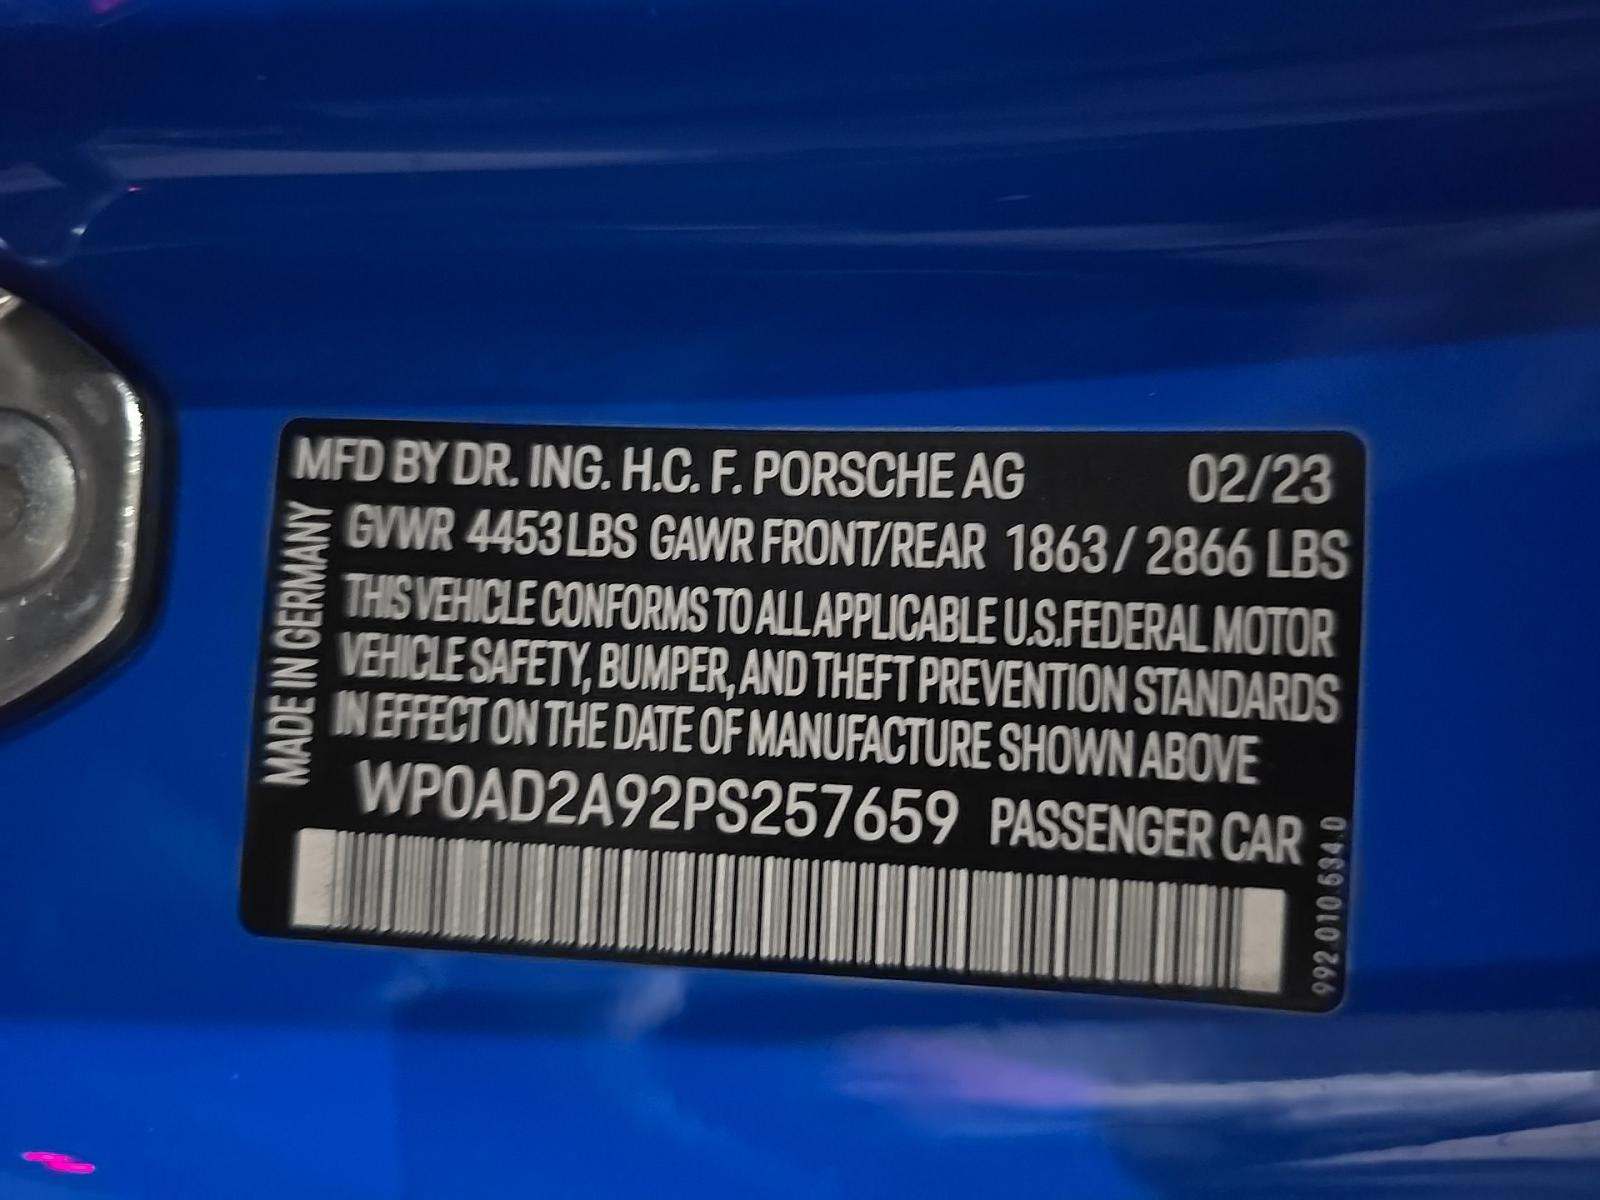 MFD BY DR. ING. H.C. F. PORSCHE AG 02/23
GVWR 4453 LBS GAWR FRONT/REAR 1863 / 2866 LBS
THIS VEHICLE CONFORMS TO ALL APPLICABLE U.S.FEDERAL MOTOR
VEHICLE SAFETY, BUMPER, AND THEFT PREVENTION STANDARDS
IN EFFECT ON THE DATE OF MANUFACTURE SHOWN ABOVE
WP0AD2A92PS257659 PASSENGER CAR
MADE IN GERMANY
992.010.534.0